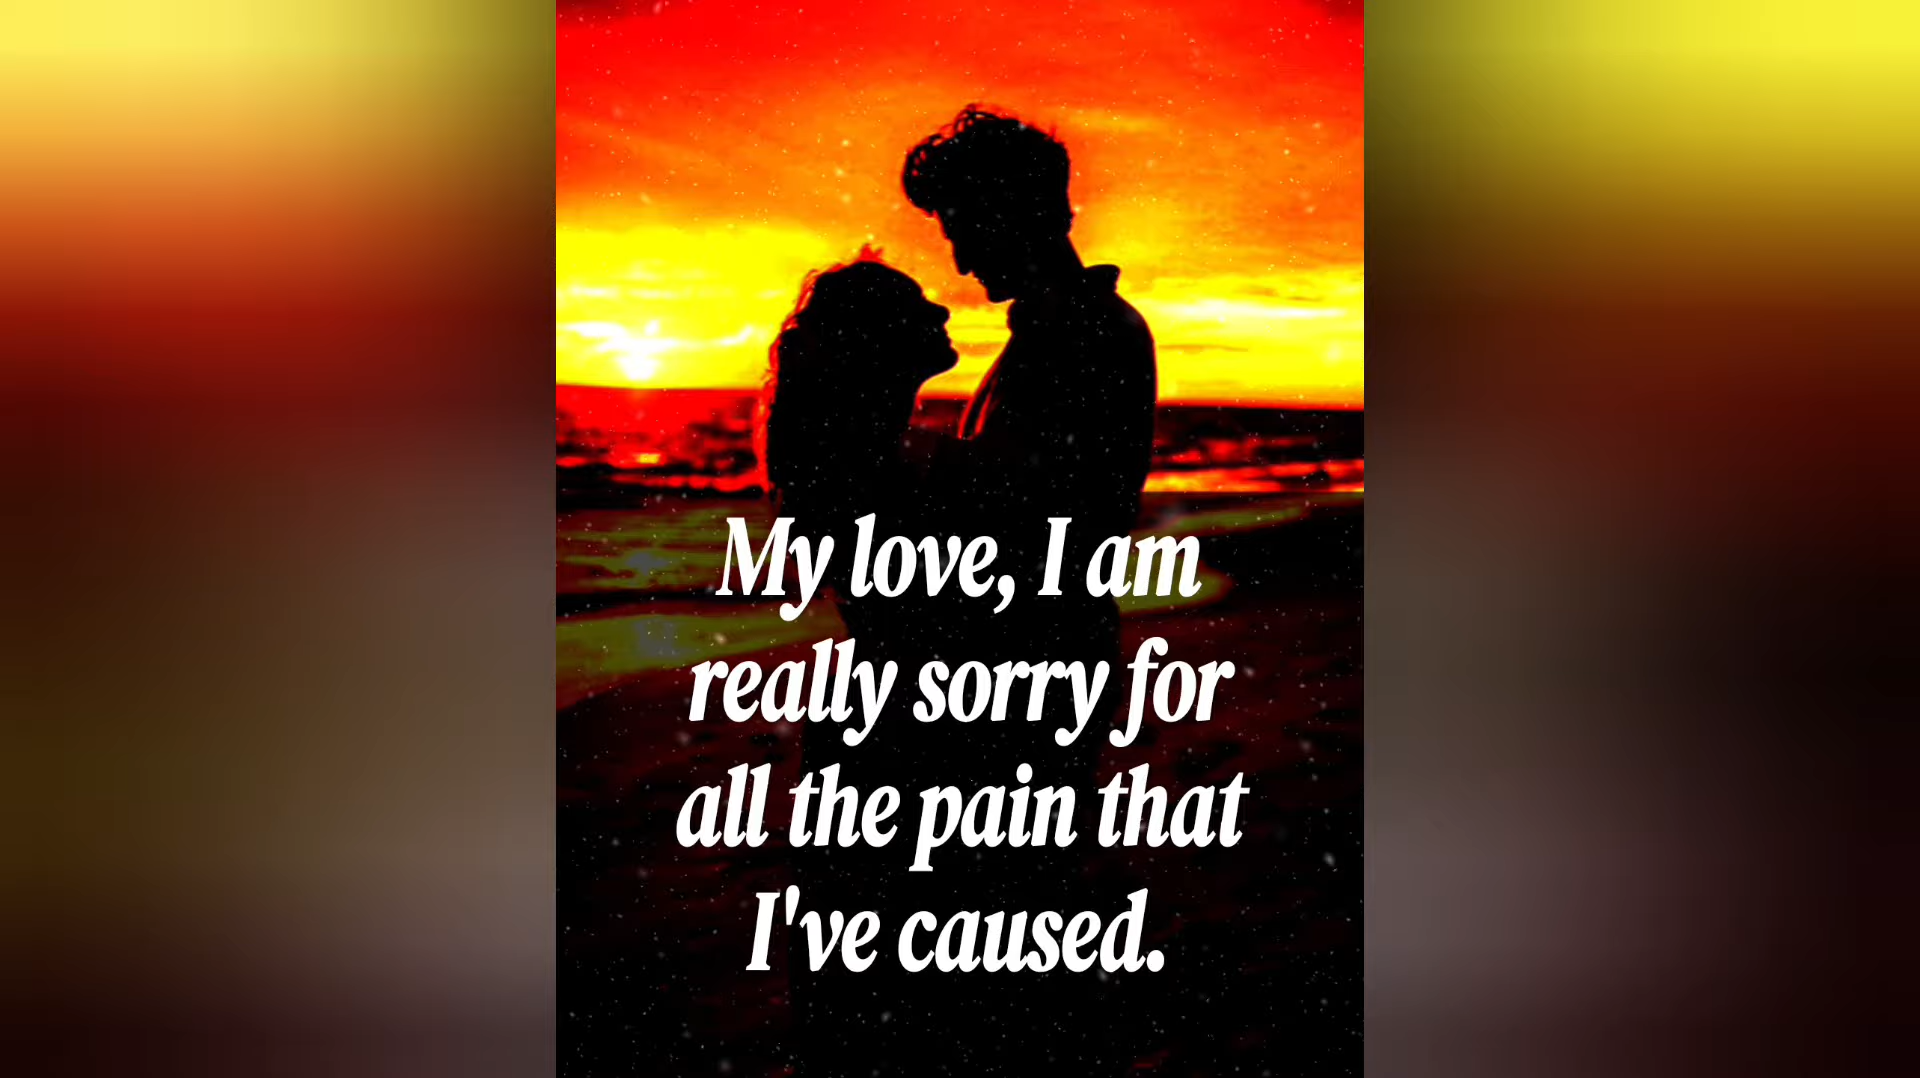 My love, I am
really sorry for
all the pain that
I've caused.